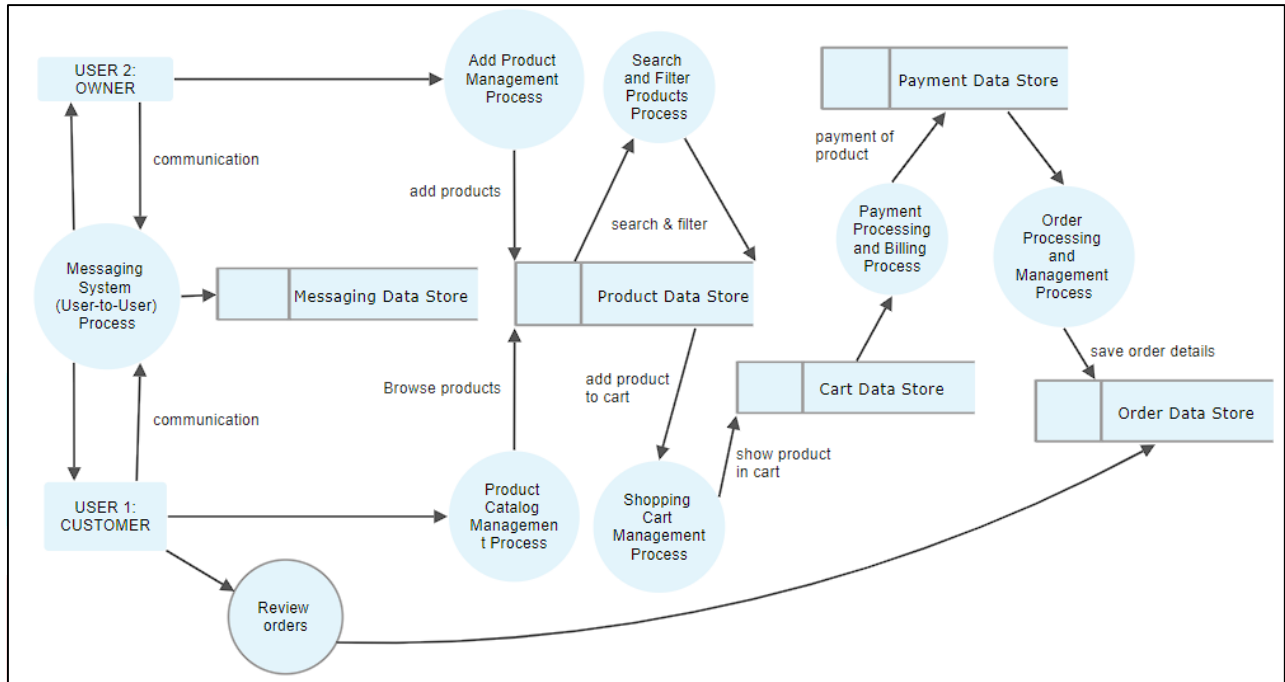 USER 2:
OWNER
Add Product
Management
Process
Search
and Filter
Products
Process
Payment Data Store
communication
add products
search & filter
payment of
product
Payment
Processing
and Billing
Process
Order
Processing
and
Management
Process
Messaging
System
(User-to-User)
Process
Messaging Data Store
Product Data Store
Browse products
add product
to cart
Cart Data Store
save order details
Order Data Store
communication
show product
in cart
USER 1:
CUSTOMER
Product
Catalog
Managemen
t Process
Shopping
Cart
Management
Process
Review
orders